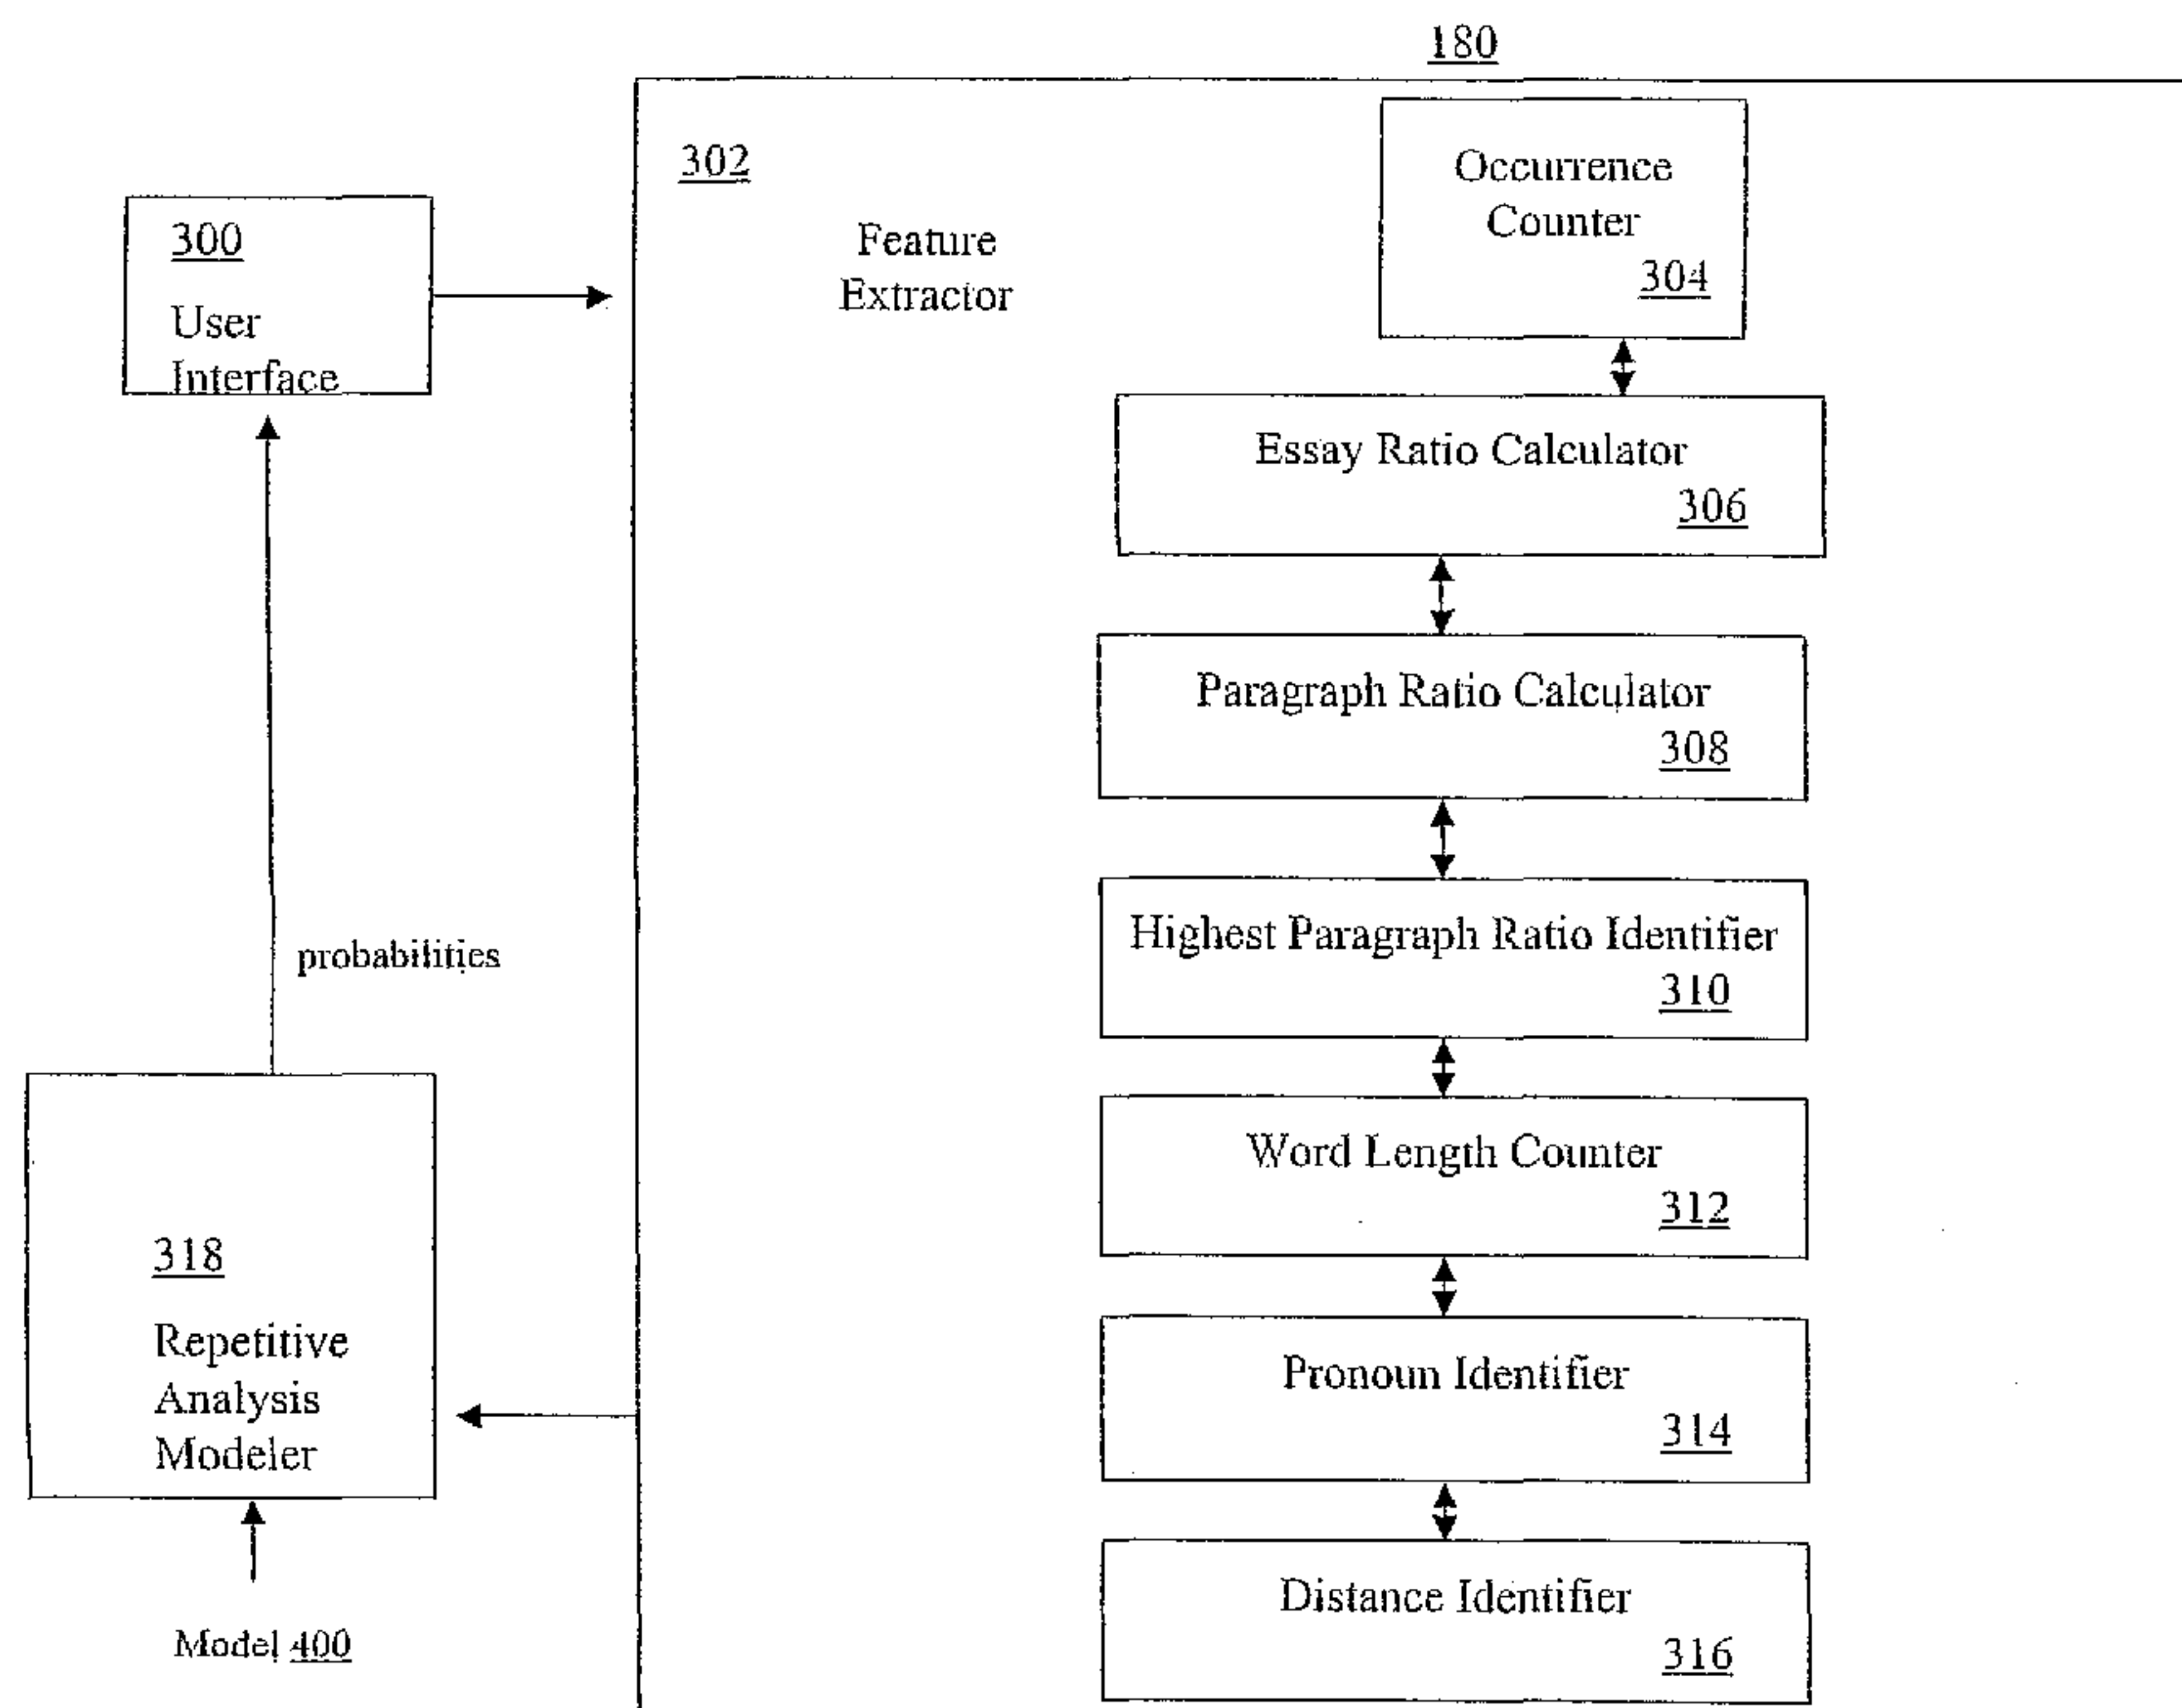 180
302
Feature
Extractor
Occurrence
Counter
304
300
User
Interface
Essay Ratio Calculator
306
Paragraph Ratio Calculator
308
Highest Paragraph Ratio Identifier
310
probabilities
Word Length Counter
312
318
Repetitive
Analysis
Modeler
Pronoun Identifier
314
Distance Identifier
316
Model 400